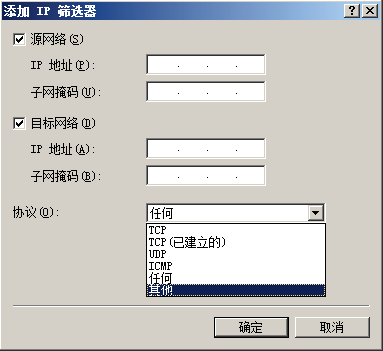 添加 IP 筛选器
源网络(S)
IP 地址(P):
子网掩码(U):
目标网络(D)
IP 地址(A):
子网掩码(B):
协议(O): 任何
TCP
TCP(已建立的)
UDP
ICMP
任何
其他
确定 取消